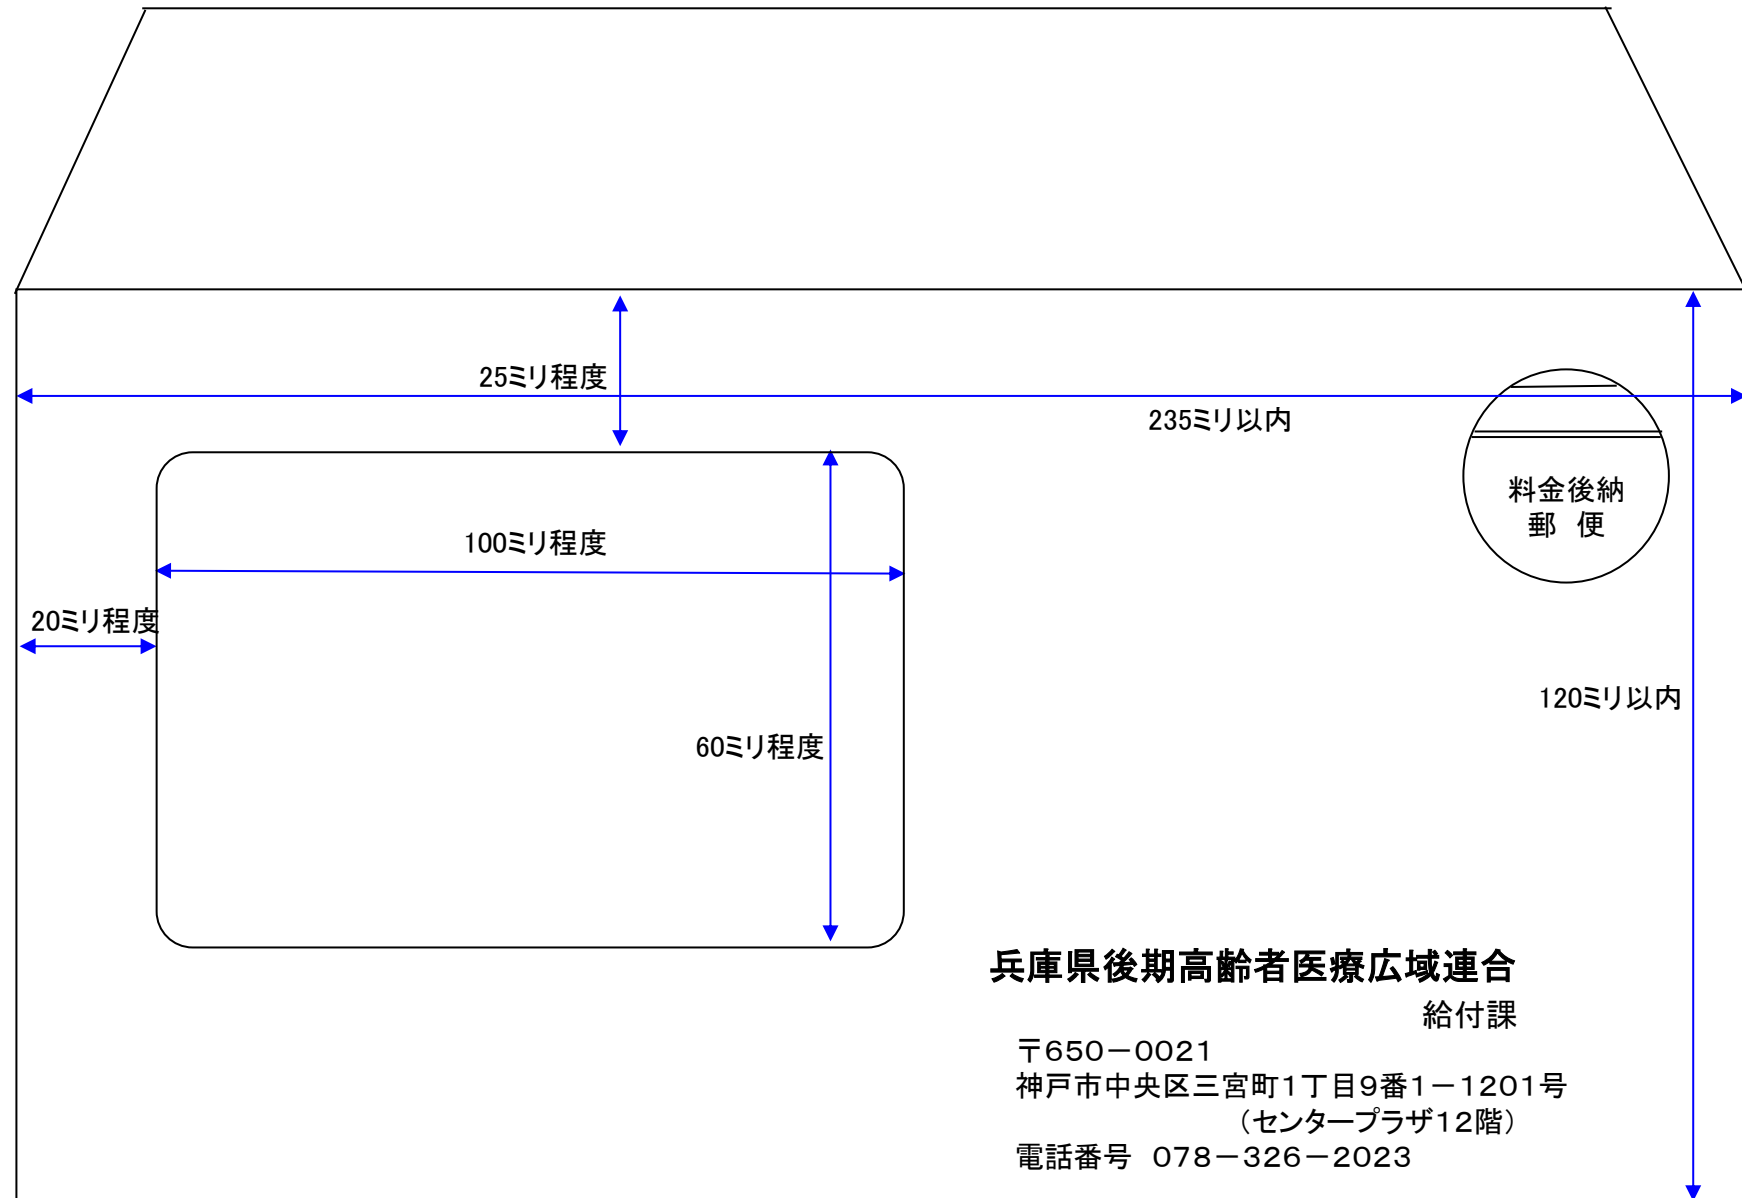 25ミリ程度
235ミリ以内
料金後納
郵 便
100ミリ程度
20ミリ程度
120ミリ以内
60ミリ程度
兵庫県後期高齢者医療広域連合
給付課
〒650－0021
神戸市中央区三宮町1丁目9番1－1201号
（センタープラザ12階）
電話番号 078－326－2023